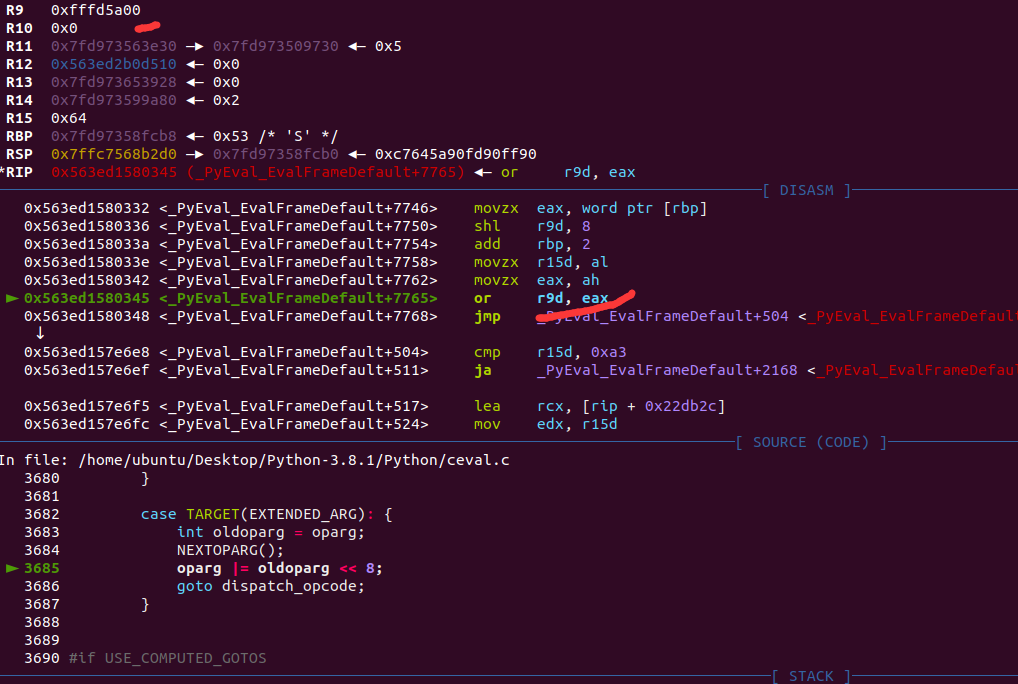 R9 0xfffd5a00
R10 0x0
R11 0x7fd973563e30 —▸ 0x7fd973509730 ◂— 0x5
R12 0x563ed2b0d510 ◂— 0x0
R13 0x7fd973653928 ◂— 0x0
R14 0x7fd973599a80 ◂— 0x2
R15 0x64
RBP 0x7fd97358fcb8 ◂— 0x53 /* 'S' */
RSP 0x7ffc7568b2d0 —▸ 0x7fd97358fcb0 ◂— 0xc7645a90fd90ff90
*RIP 0x563ed1580345 (_PyEval_EvalFrameDefault+7765) ◂— or r9d, eax
[ DISASM ]
0x563ed1580332 <_PyEval_EvalFrameDefault+7746> movzx eax, word ptr [rbp]
0x563ed1580336 <_PyEval_EvalFrameDefault+7750> shl r9d, 8
0x563ed158033a <_PyEval_EvalFrameDefault+7754> add rbp, 2
0x563ed158033e <_PyEval_EvalFrameDefault+7758> movzx r15d, al
0x563ed1580342 <_PyEval_EvalFrameDefault+7762> movzx eax, ah
► 0x563ed1580345 <_PyEval_EvalFrameDefault+7765> or r9d, eax
0x563ed1580348 <_PyEval_EvalFrameDefault+7768> jmp _PyEval_EvalFrameDefault+504 <_PyEval_EvalFrameDefault
↓
0x563ed157e6e8 <_PyEval_EvalFrameDefault+504> cmp r15d, 0xa3
0x563ed157e6ef <_PyEval_EvalFrameDefault+511> ja _PyEval_EvalFrameDefault+2168 <_PyEval_EvalFrameDefau
0x563ed157e6f5 <_PyEval_EvalFrameDefault+517> lea rcx, [rip + 0x22db2c]
0x563ed157e6fc <_PyEval_EvalFrameDefault+524> mov edx, r15d
[ SOURCE (CODE) ]
In file: /home/ubuntu/Desktop/Python-3.8.1/Python/ceval.c
3680 }
3681
3682 case TARGET(EXTENDED_ARG): {
3683 int oldoparg = oparg;
3684 NEXTOPARG();
► 3685 oparg |= oldoparg << 8;
3686 goto dispatch_opcode;
3687 }
3688
3689
3690 #if USE_COMPUTED_GOTOS
[ STACK ]